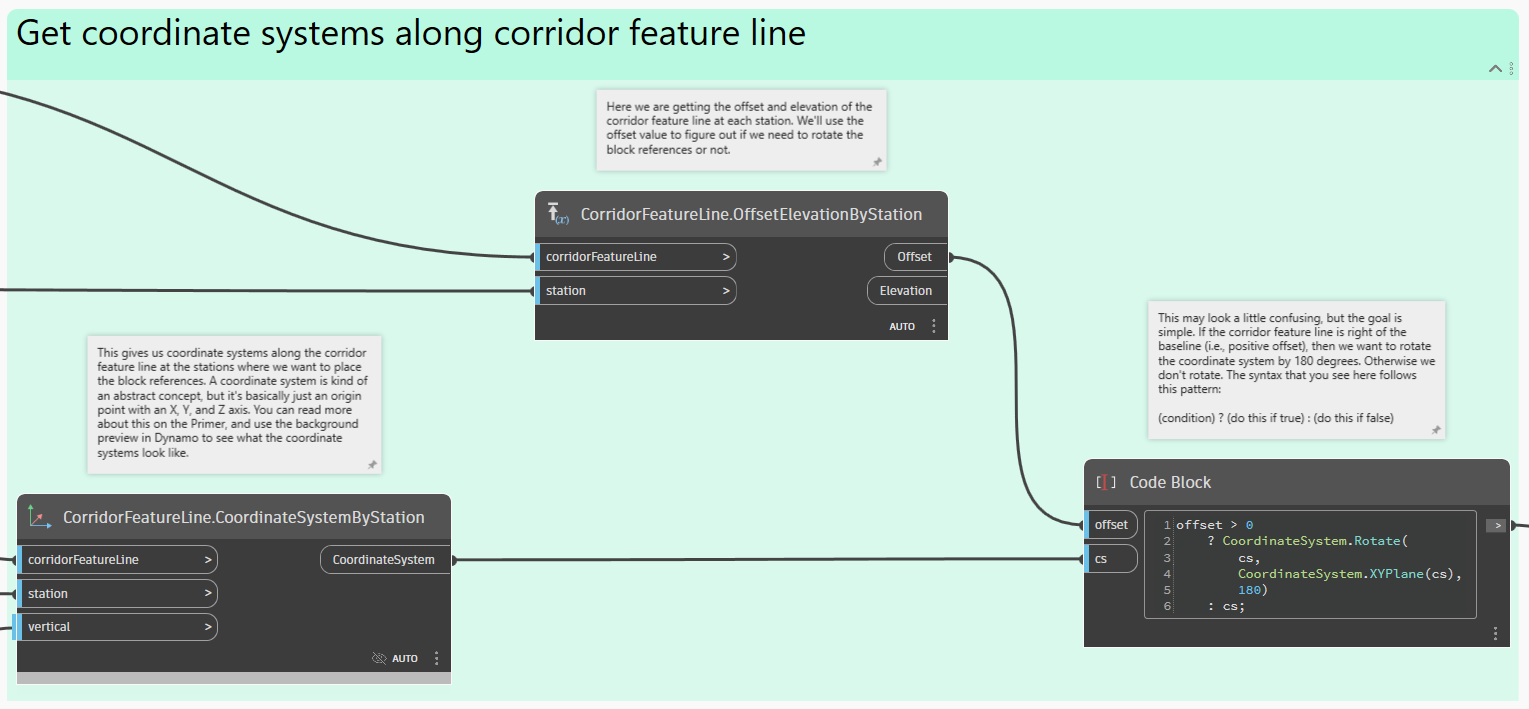 Get coordinate systems along corridor feature line
Here we are getting the offset and elevation of the
corridor feature line at each station. We'll use the
offset value to figure out if we need to rotate the
block references or not.
(x)
CorridorFeatureLine.OffsetElevationByStation
corridorFeatureLine >
Offset
station >
Elevation
AUTO
This gives us coordinate systems along the corridor
feature line at the stations where we want to place
the block references. A coordinate system is kind of
an abstract concept, but it's basically just an origin
point with an X, Y, and Z axis. You can read more
about this on the Primer, and use the background
preview in Dynamo to see what the coordinate
systems look like.
CorridorFeatureLine.CoordinateSystemByStation
corridorFeatureLine >
CoordinateSystem
station >
vertical >
AUTO
This may look a little confusing, but the goal is
simple. If the corridor feature line is right of the
baseline (i.e., positive offset), then we want to rotate
the coordinate system by 180 degrees. Otherwise we
don't rotate. The syntax that you see here follows
this pattern:
(condition) ? (do this if true) : (do this if false)
Code Block
offset
cs
1 offset > 0
2 ? CoordinateSystem.Rotate(
3 cs,
4 CoordinateSystem.XYPlane(cs),
5 180)
6 : cs;
>